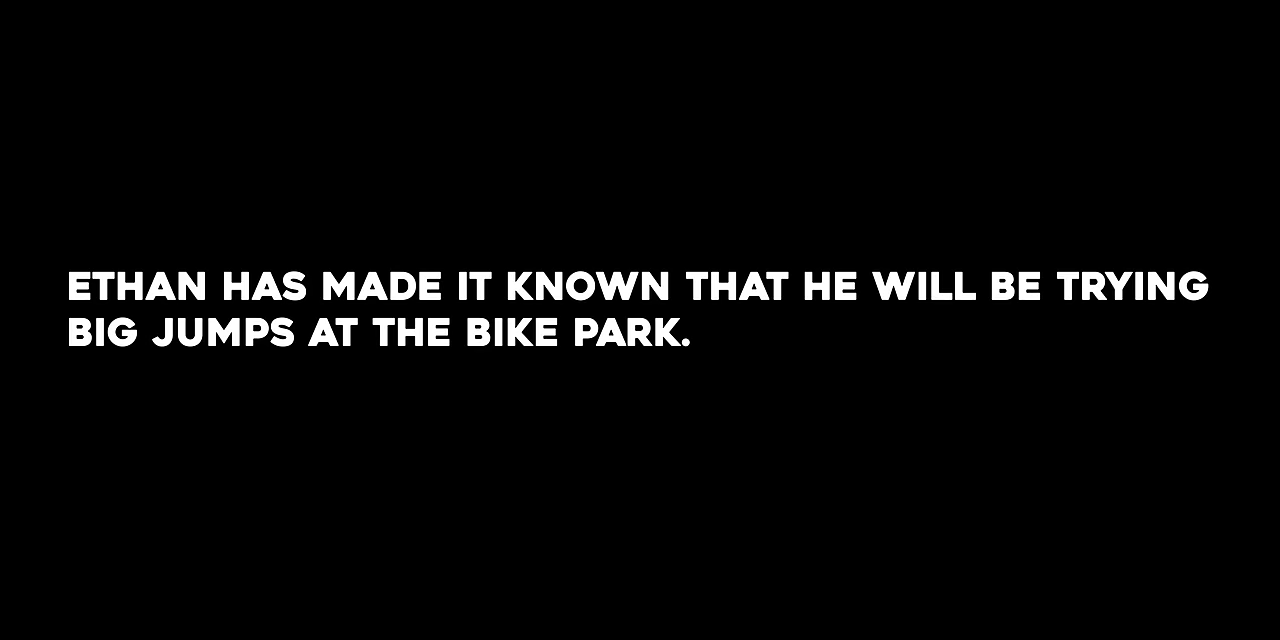 ETHAN HAS MADE IT KNOWN THAT HE WILL BE TRYING
BIG JUMPS AT THE BIKE PARK.